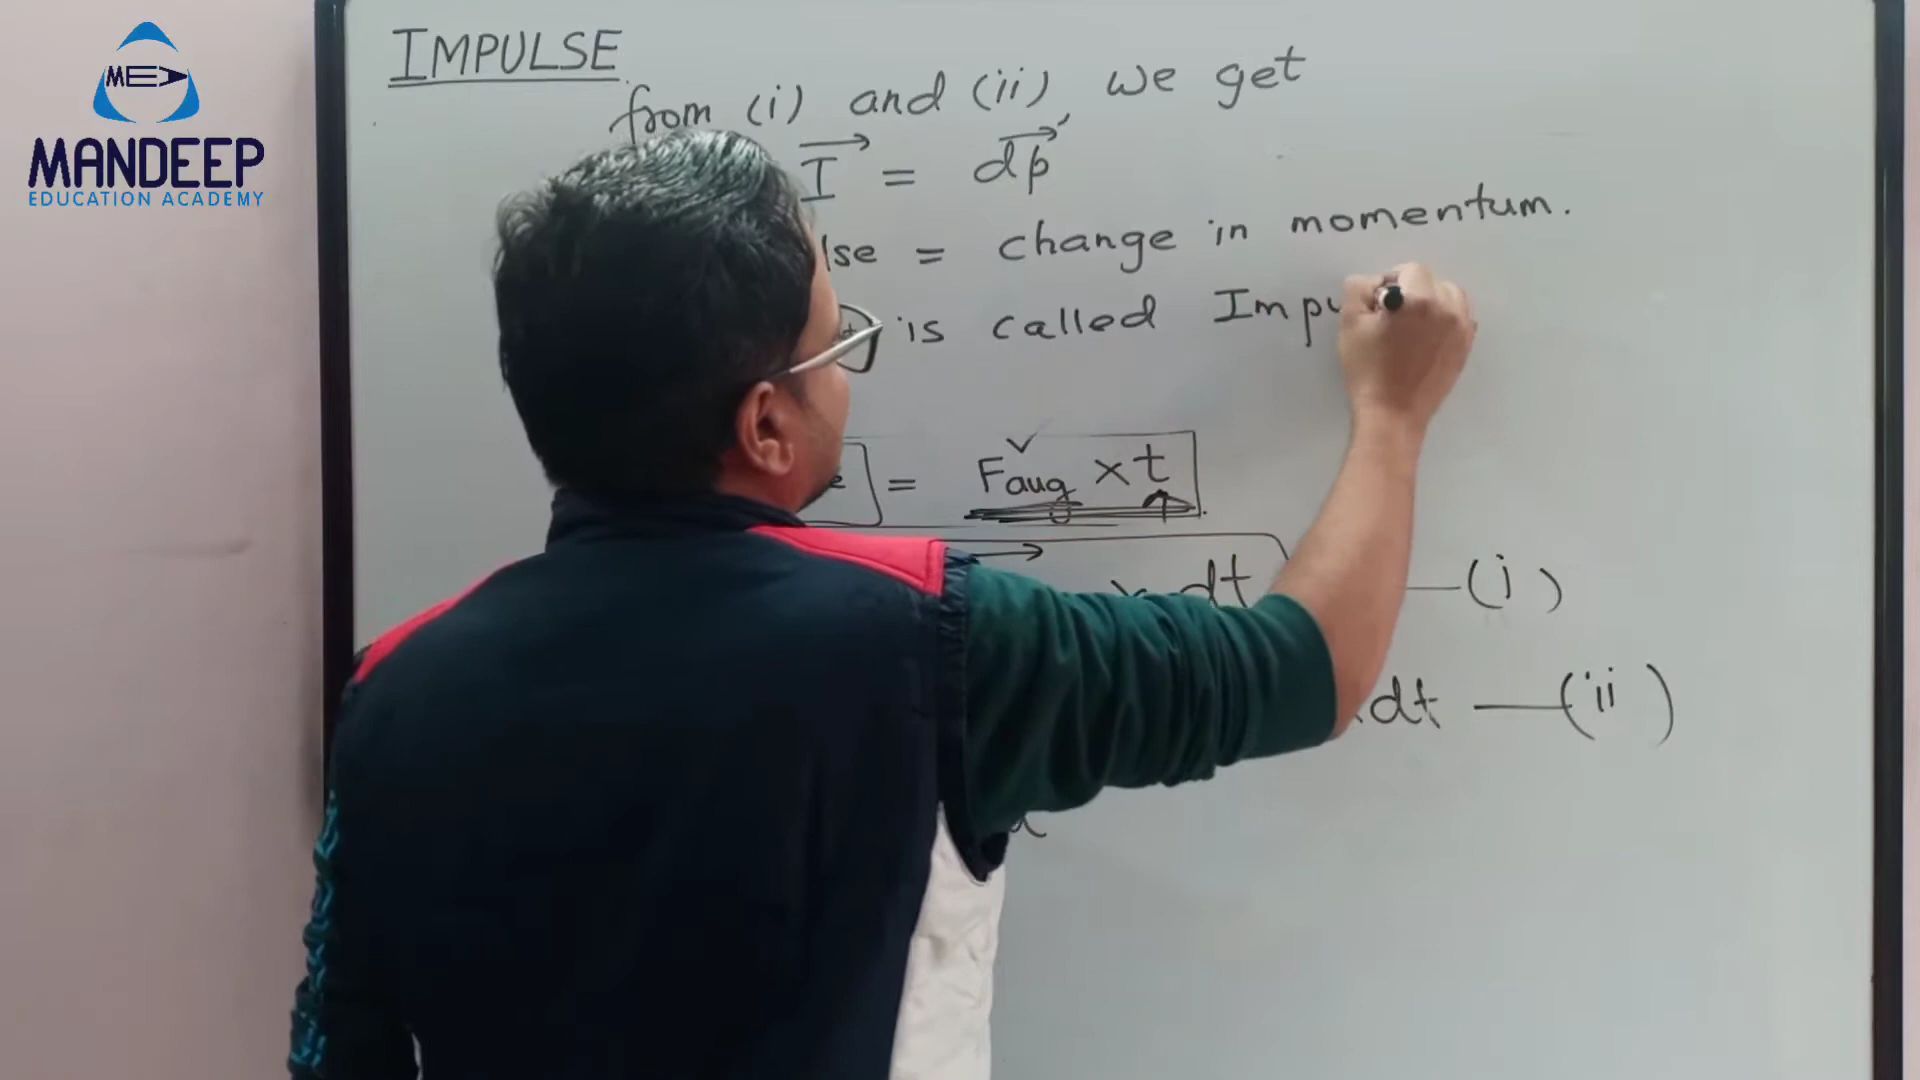 MEA
MANDEEP
EDUCATION ACADEMY
IMPULSE
from (i) and (ii), we get
I = dp
= change in momentum.
is called Impu
= Favg × t
dt —(i)
dt —(ii)